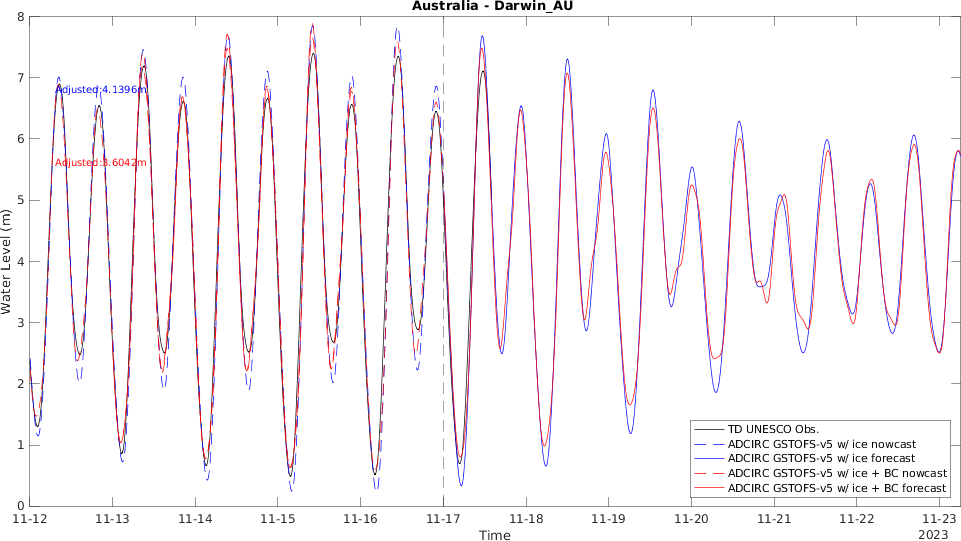 Australia - Darwin_AU
8
7
6
5
4
3
2
1
0
Water Level (m)
Adjusted:4.1396m
Adjusted:3.6042m
TD UNESCO Obs.
ADCIRC GSTOFS-v5 w/ ice nowcast
ADCIRC GSTOFS-v5 w/ ice forecast
ADCIRC GSTOFS-v5 w/ ice + BC nowcast
ADCIRC GSTOFS-v5 w/ ice + BC forecast
11-12 11-13 11-14 11-15 11-16 11-17 11-18 11-19 11-20 11-21 11-22 11-23
Time
2023